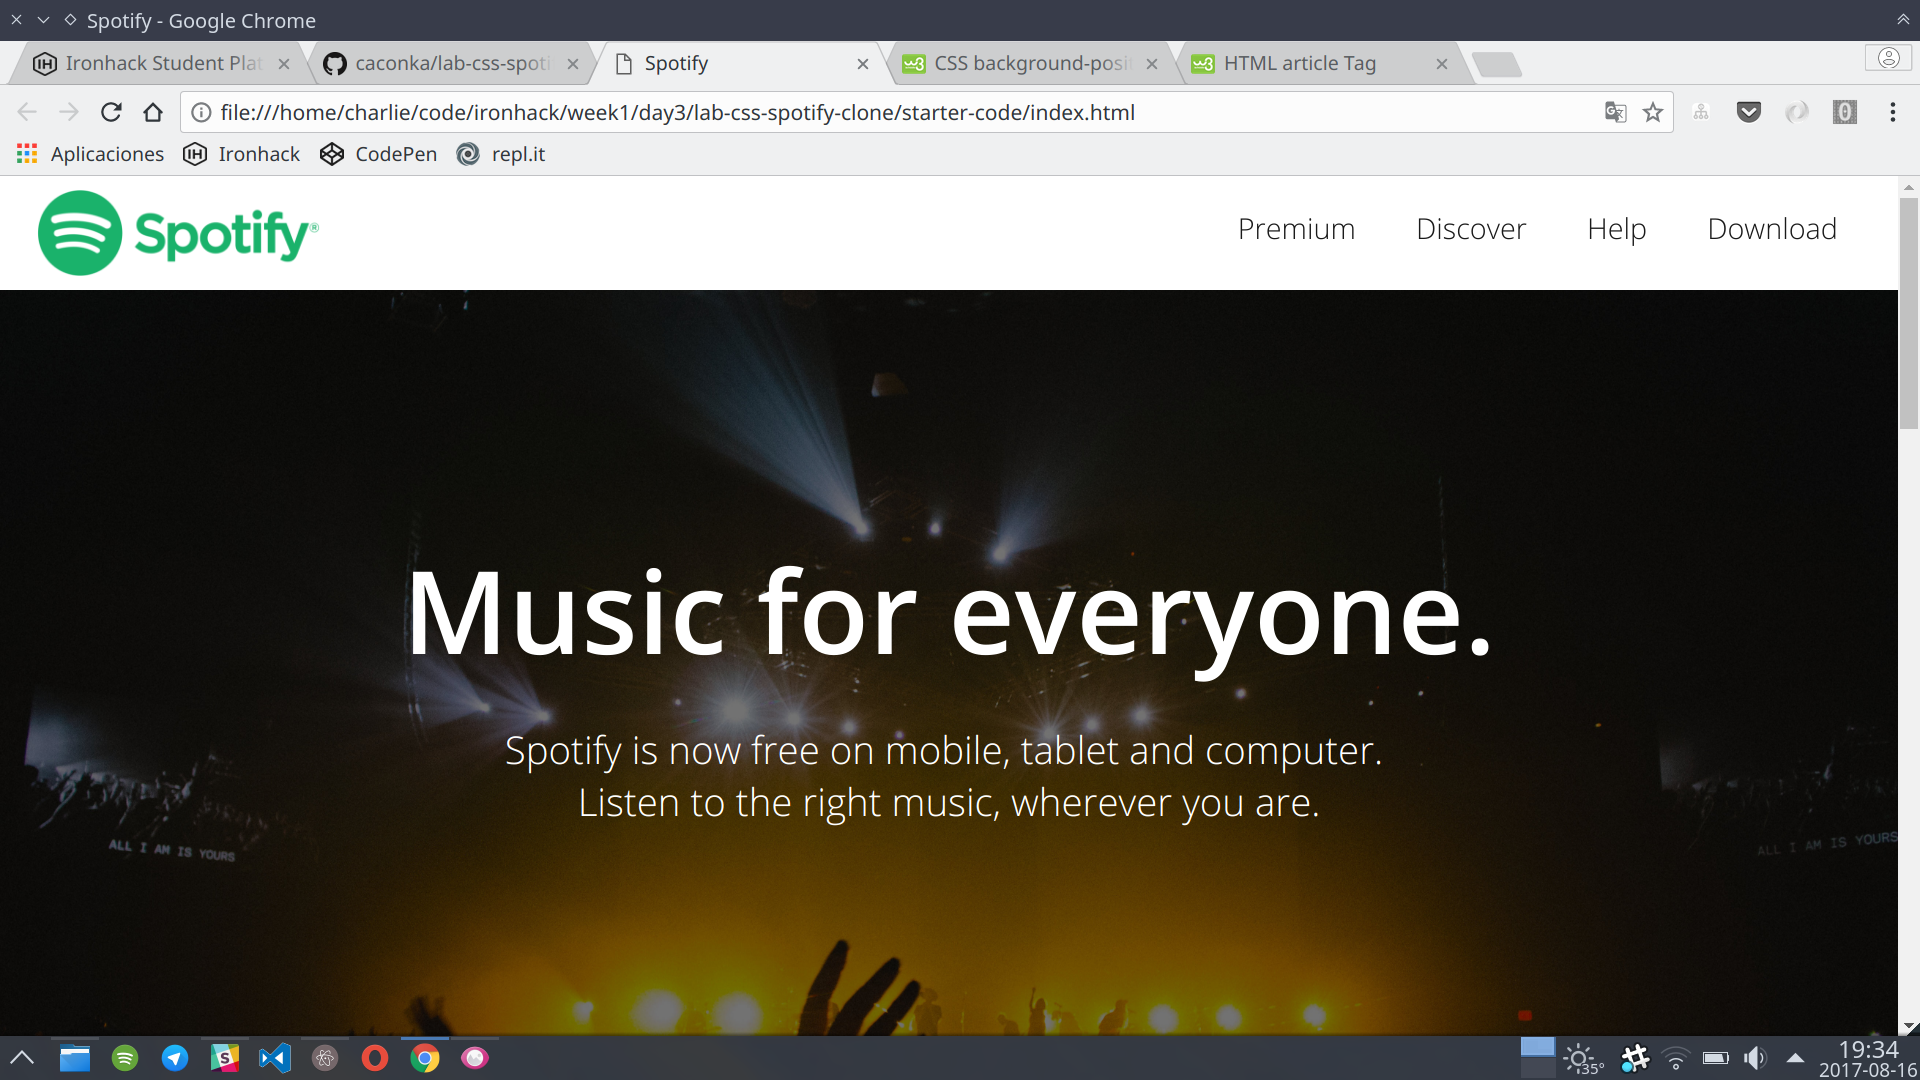 Spotify - Google Chrome
Ironhack Student Plat
caconka/lab-css-spoti
Spotify
CSS background-posit
HTML article Tag
file:///home/charlie/code/ironhack/week1/day3/lab-css-spotify-clone/starter-code/index.html
Aplicaciones
Ironhack
CodePen
repl.it
Spotify®
Premium
Discover
Help
Download
Music for everyone.
Spotify is now free on mobile, tablet and computer.
Listen to the right music, wherever you are.
ALL I AM IS YOURS
ALL I AM IS YOURS
35°
19:34
2017-08-16